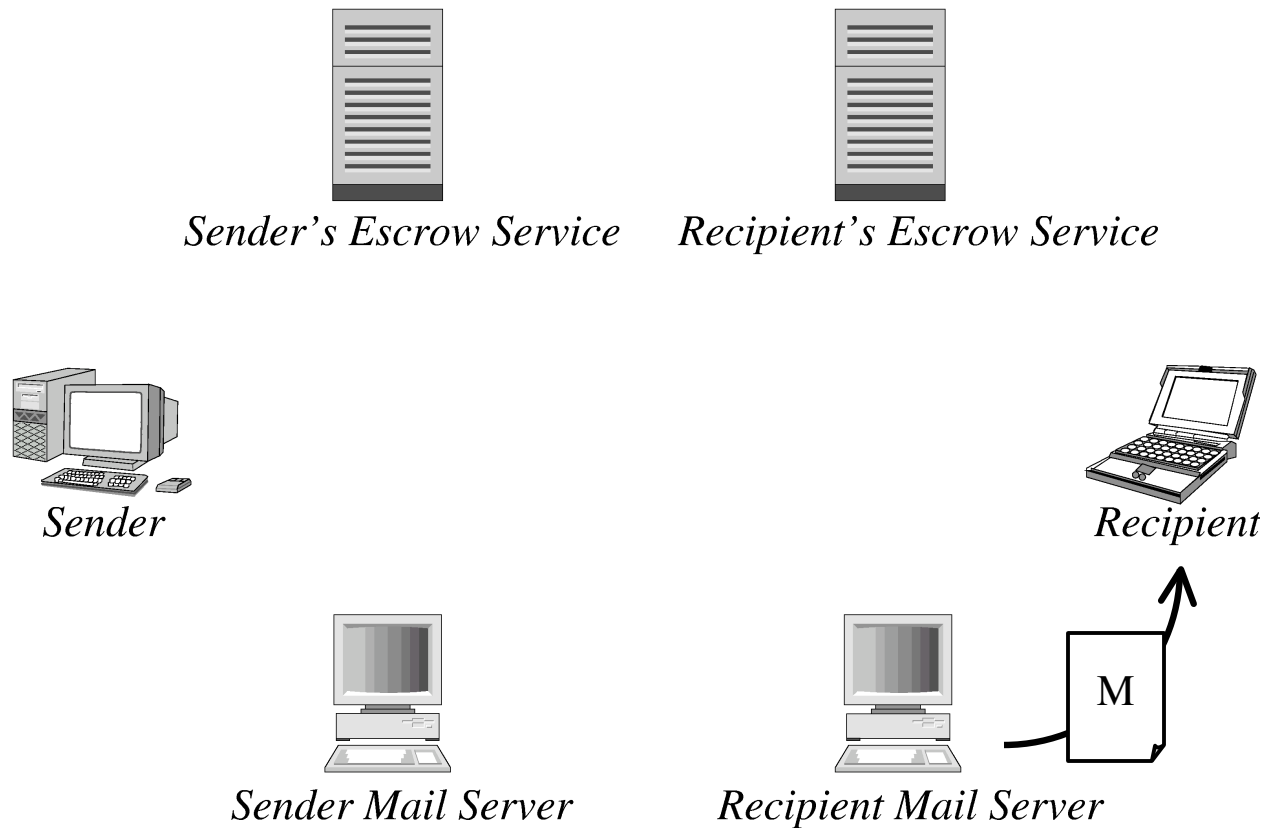 Sender’s Escrow Service
Recipient’s Escrow Service
Sender
Recipient
M
Sender Mail Server
Recipient Mail Server